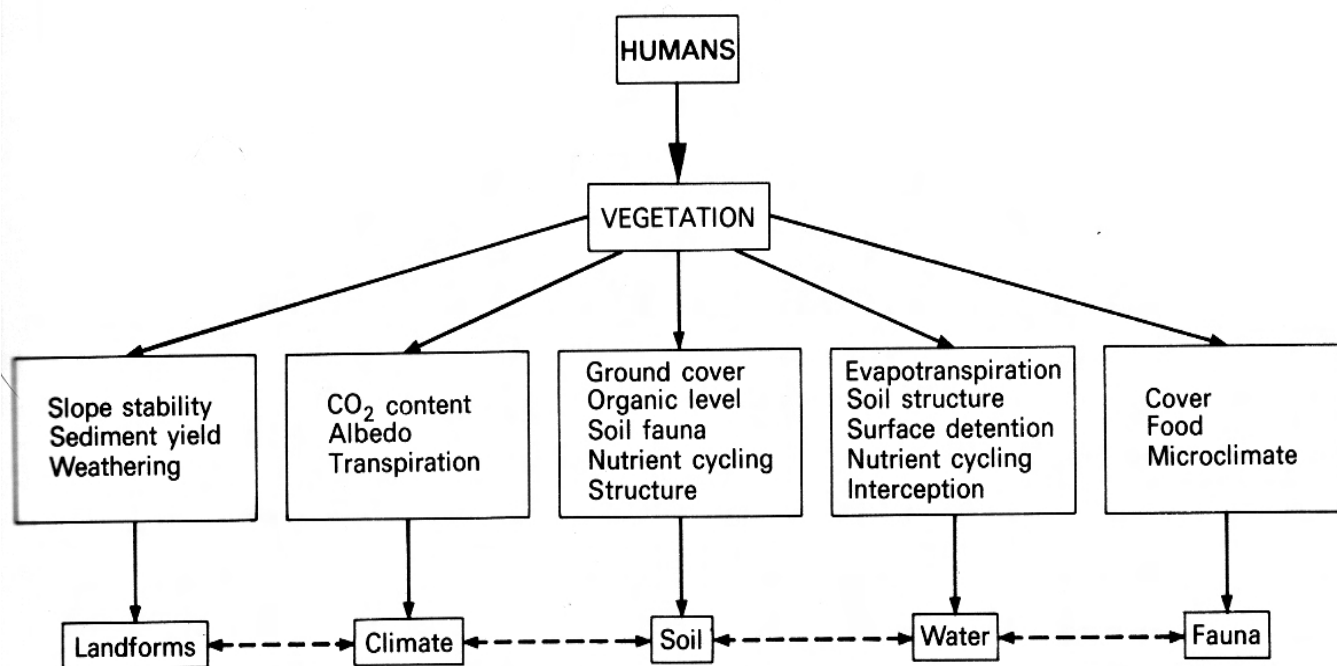 HUMANS
VEGETATION
Slope stability
Sediment yield
Weathering
CO₂ content
Albedo
Transpiration
Ground cover
Organic level
Soil fauna
Nutrient cycling
Structure
Evapotranspiration
Soil structure
Surface detention
Nutrient cycling
Interception
Cover
Food
Microclimate
Landforms
Climate
Soil
Water
Fauna